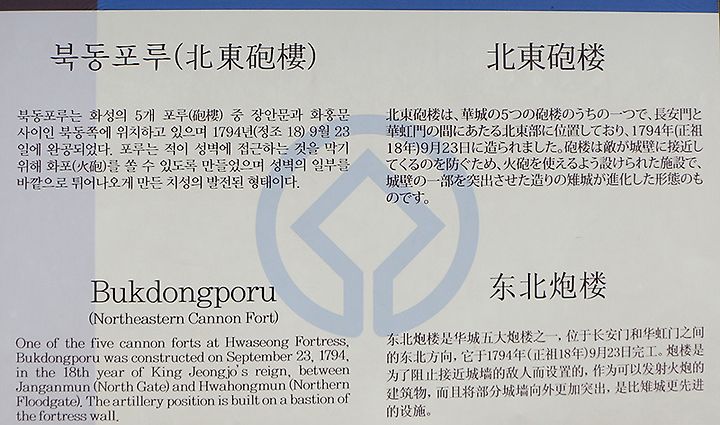 북동포루(北東砲樓)
북동포루는 화성의 5개 포루(砲樓) 중 장안문과 화홍문
사이인 북동쪽에 위치하고 있으며 1794년(정조 18) 9월 23
일에 완공되었다. 포루는 적이 성벽에 접근하는 것을 막기
위해 화포(火砲)를 쏠 수 있도록 만들었으며 성벽의 일부를
바깥으로 튀어나오게 만든 치성의 발전된 형태이다.
北東砲楼
北東砲楼は、華城の5つの砲楼のうちの一つで、長安門と
華虹門の間にあたる北東部に位置しており、1794年(正祖
18年)9月23日に造られました。砲楼は敵が城壁に接近し
てくるのを防ぐため、火砲を使えるよう設けられた施設で、
城壁の一部を突出させた造りの雉城が進化した形態のも
のです。
Bukdongporu
(Northeastern Cannon Fort)
One of the five cannon forts at Hwaseong Fortress,
Bukdongporu was constructed on September 23, 1794,
in the 18th year of King Jeongjo's reign, between
Janganmun (North Gate) and Hwahongmun (Northern
Floodgate). The artillery position is built on a bastion of
the fortress wall.
东北炮楼
东北炮楼是华城五大炮楼之一, 位于长安门和华虹门之间
的东北方向, 它于1794年(正祖18年)9月23日完工。炮楼是
为了阻止接近城墙的敌人而设置的, 作为可以发射火炮的
建筑物, 而且将部分城墙向外更加突出, 是比雉城更先进
的设施。